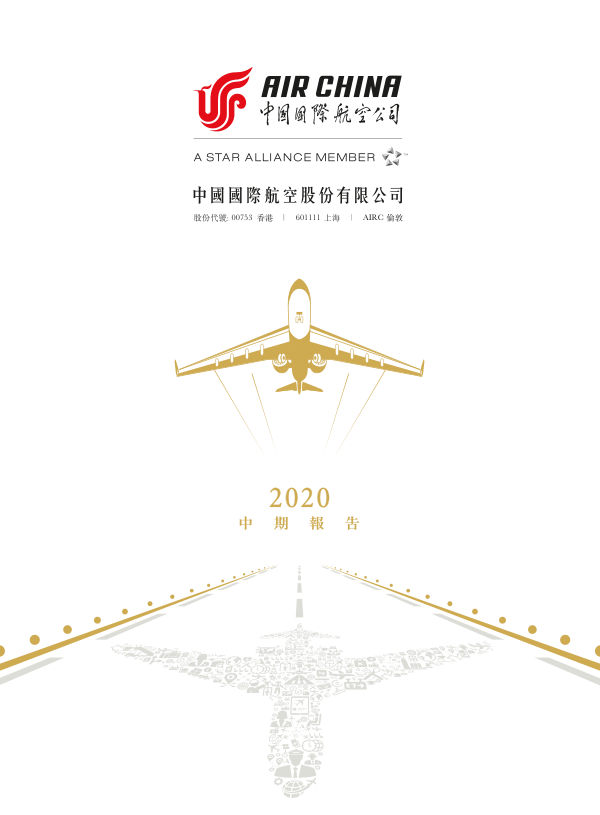 AIR CHINA
中国国際航空公司
A STAR ALLIANCE MEMBER ™
中國國際航空股份有限公司
股份代號: 00753 香港 | 601111 上海 | AIRC 倫敦
2020
中期報告